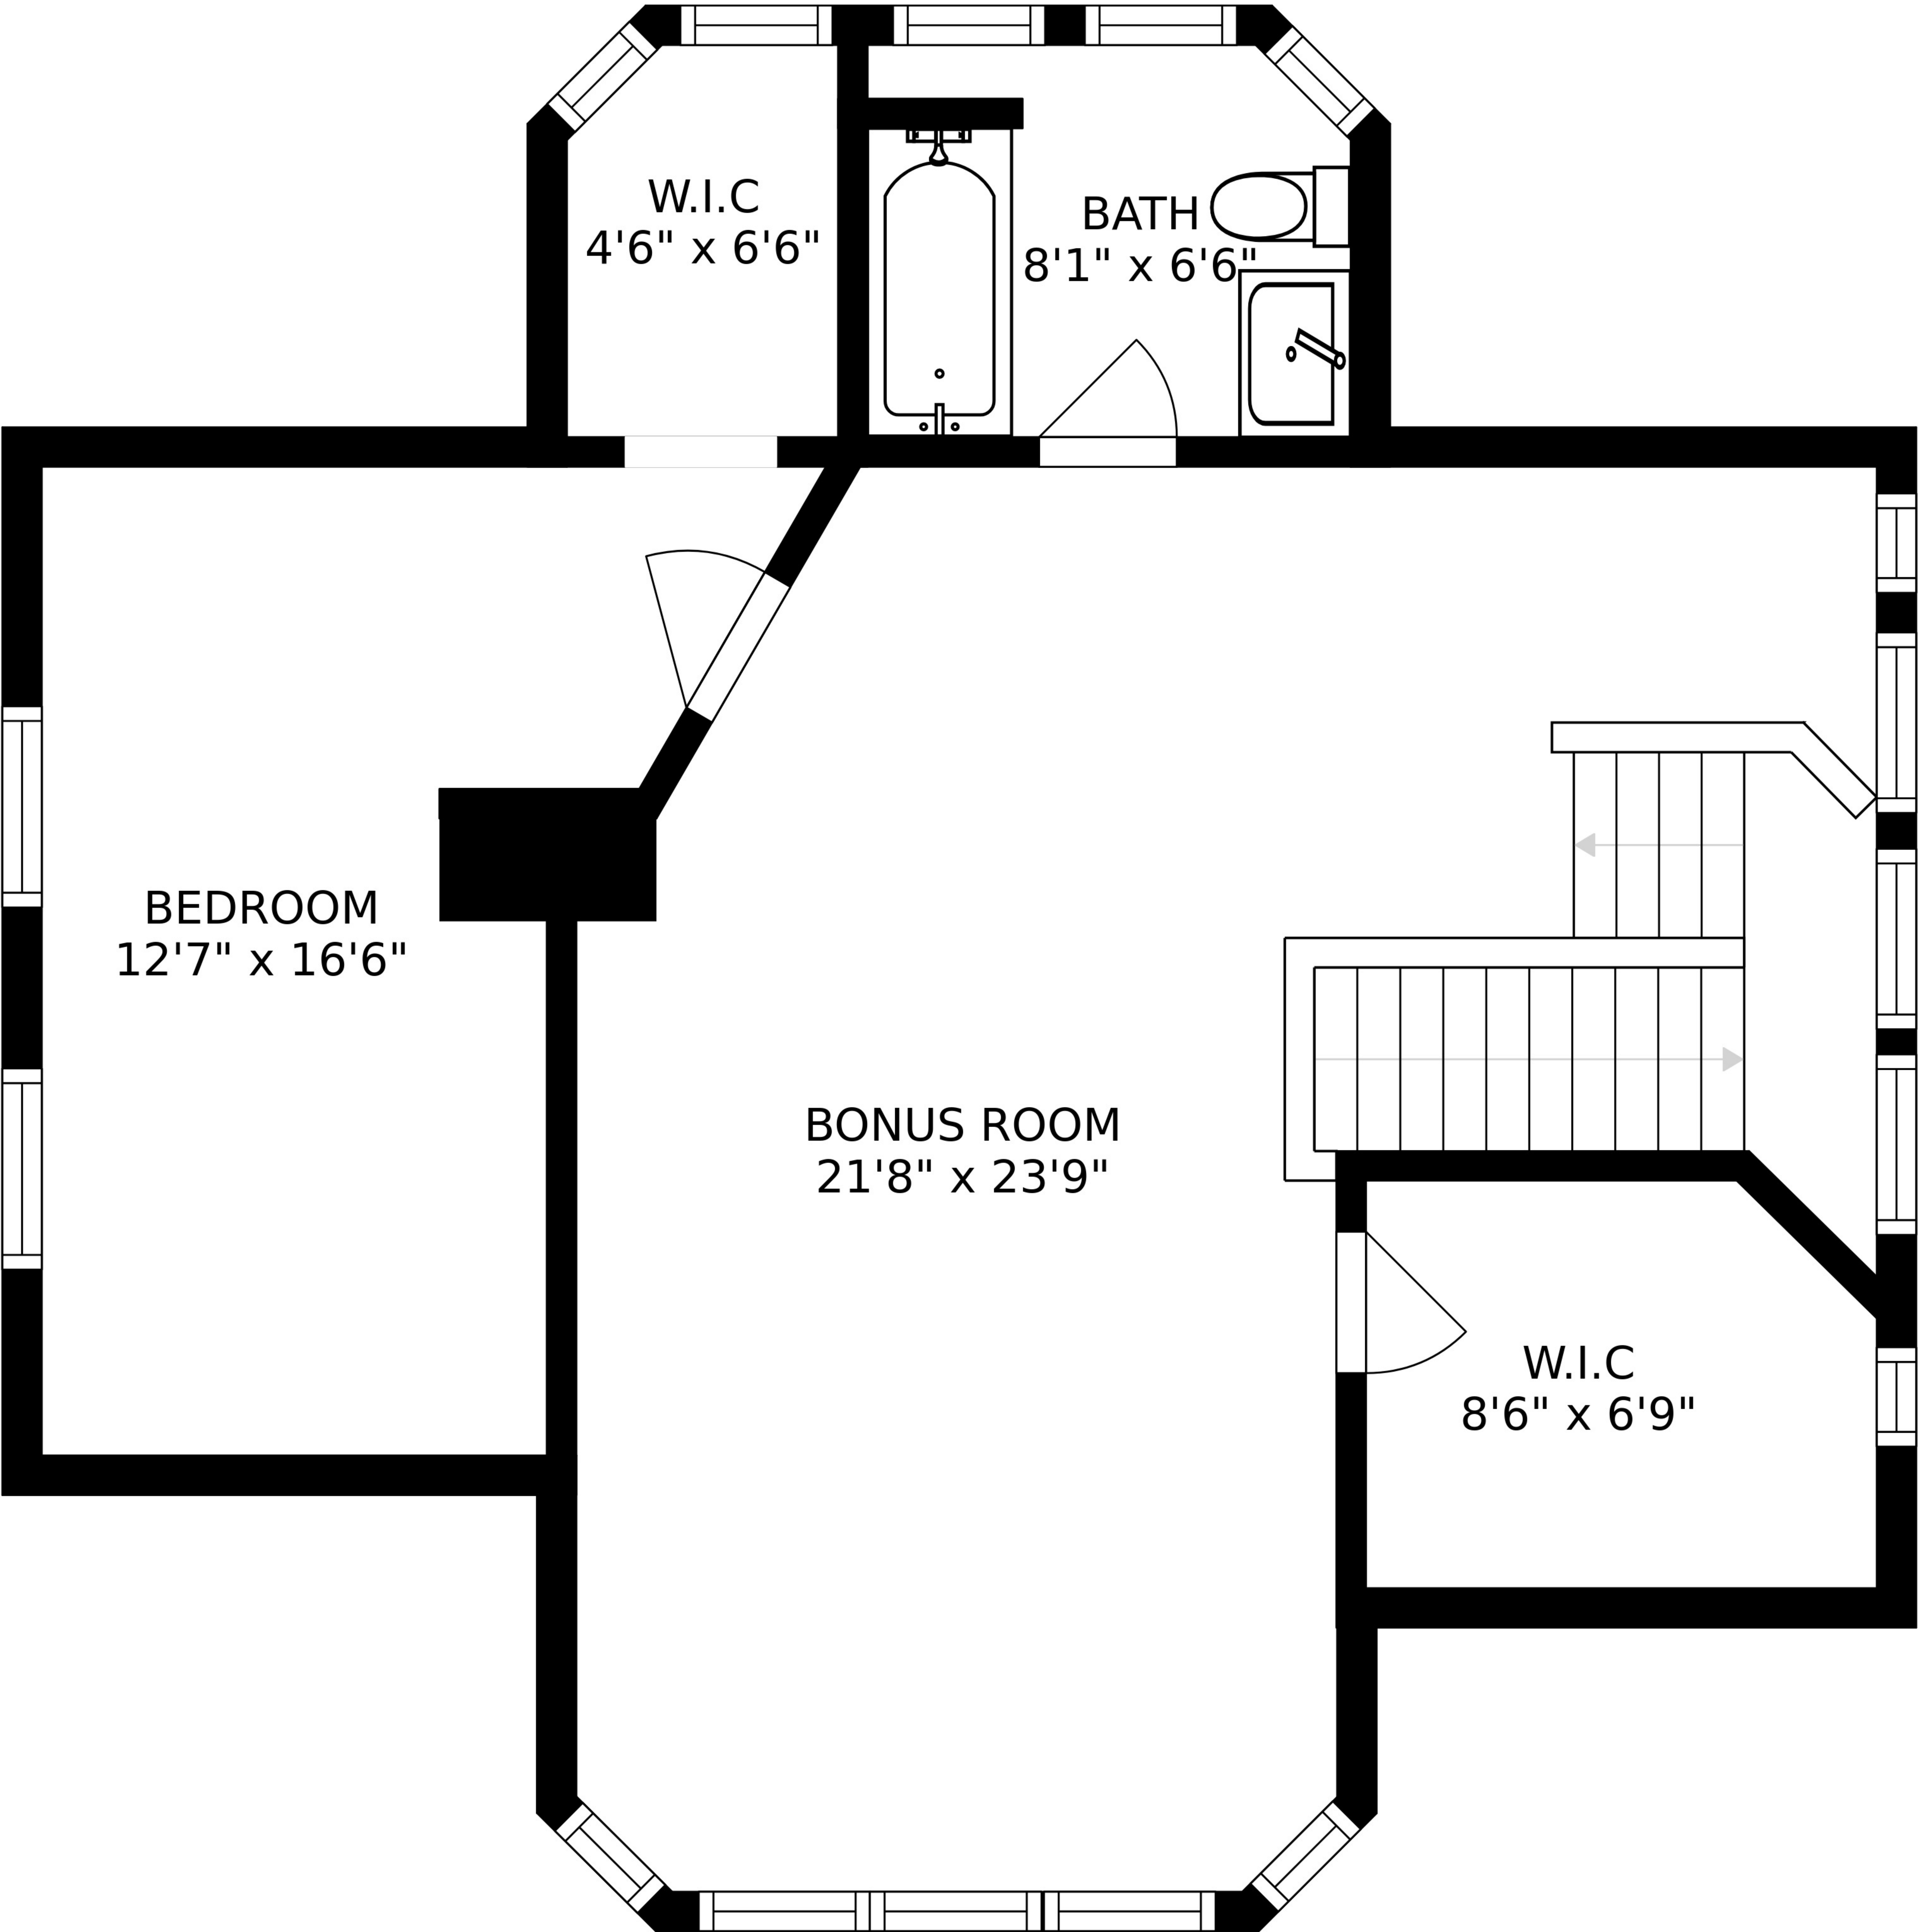 W.I.C
4'6" x 6'6"
BATH
8'1" x 6'6"
BEDROOM
12'7" x 16'6"
BONUS ROOM
21'8" x 23'9"
W.I.C
8'6" x 6'9"